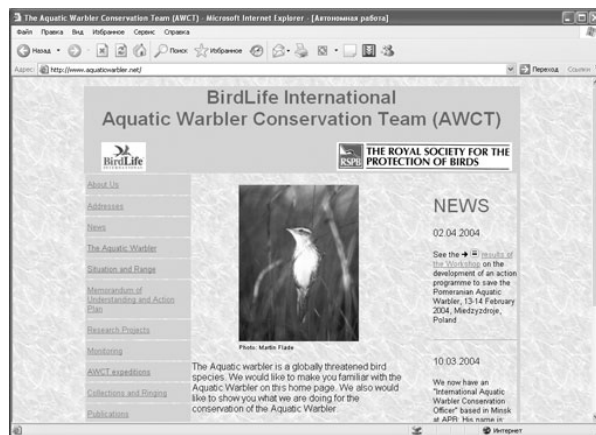 The Aquatic Warbler Conservation Team (AWCT) - Microsoft Internet Explorer - [Автономная работа]
Файл Правка Вид Избранное Сервис Справка
Назад Поиск Избранное
Адрес: http://www.aquaticwarbler.net/ Переход Ссылки
BirdLife International
Aquatic Warbler Conservation Team (AWCT)
BirdLife
INTERNATIONAL
RSPB
THE ROYAL SOCIETY FOR THE
PROTECTION OF BIRDS
About Us
Addresses
News
The Aquatic Warbler
Situation and Range
Memorandum of
Understanding and Action
Plan
Research Projects
Monitoring
AWCT expeditions
Collections and Ringing
Publications
Photo: Martin Flade
The Aquatic warbler is a globally threatened bird
species. We would like to make you familiar with the
Aquatic Warbler on this home page. We also would
like to show you what we are doing for the
conservation of the Aquatic Warbler.
NEWS
02.04.2004
See the results of
the Workshop on the
development of an action
programme to save the
Pomeranian Aquatic
Warbler, 13-14 February
2004, Miedzyzdroje,
Poland
10.03.2004
We now have an
"International Aquatic
Warbler Conservation
Officer" based in Minsk
at APB. His name is
Интернет